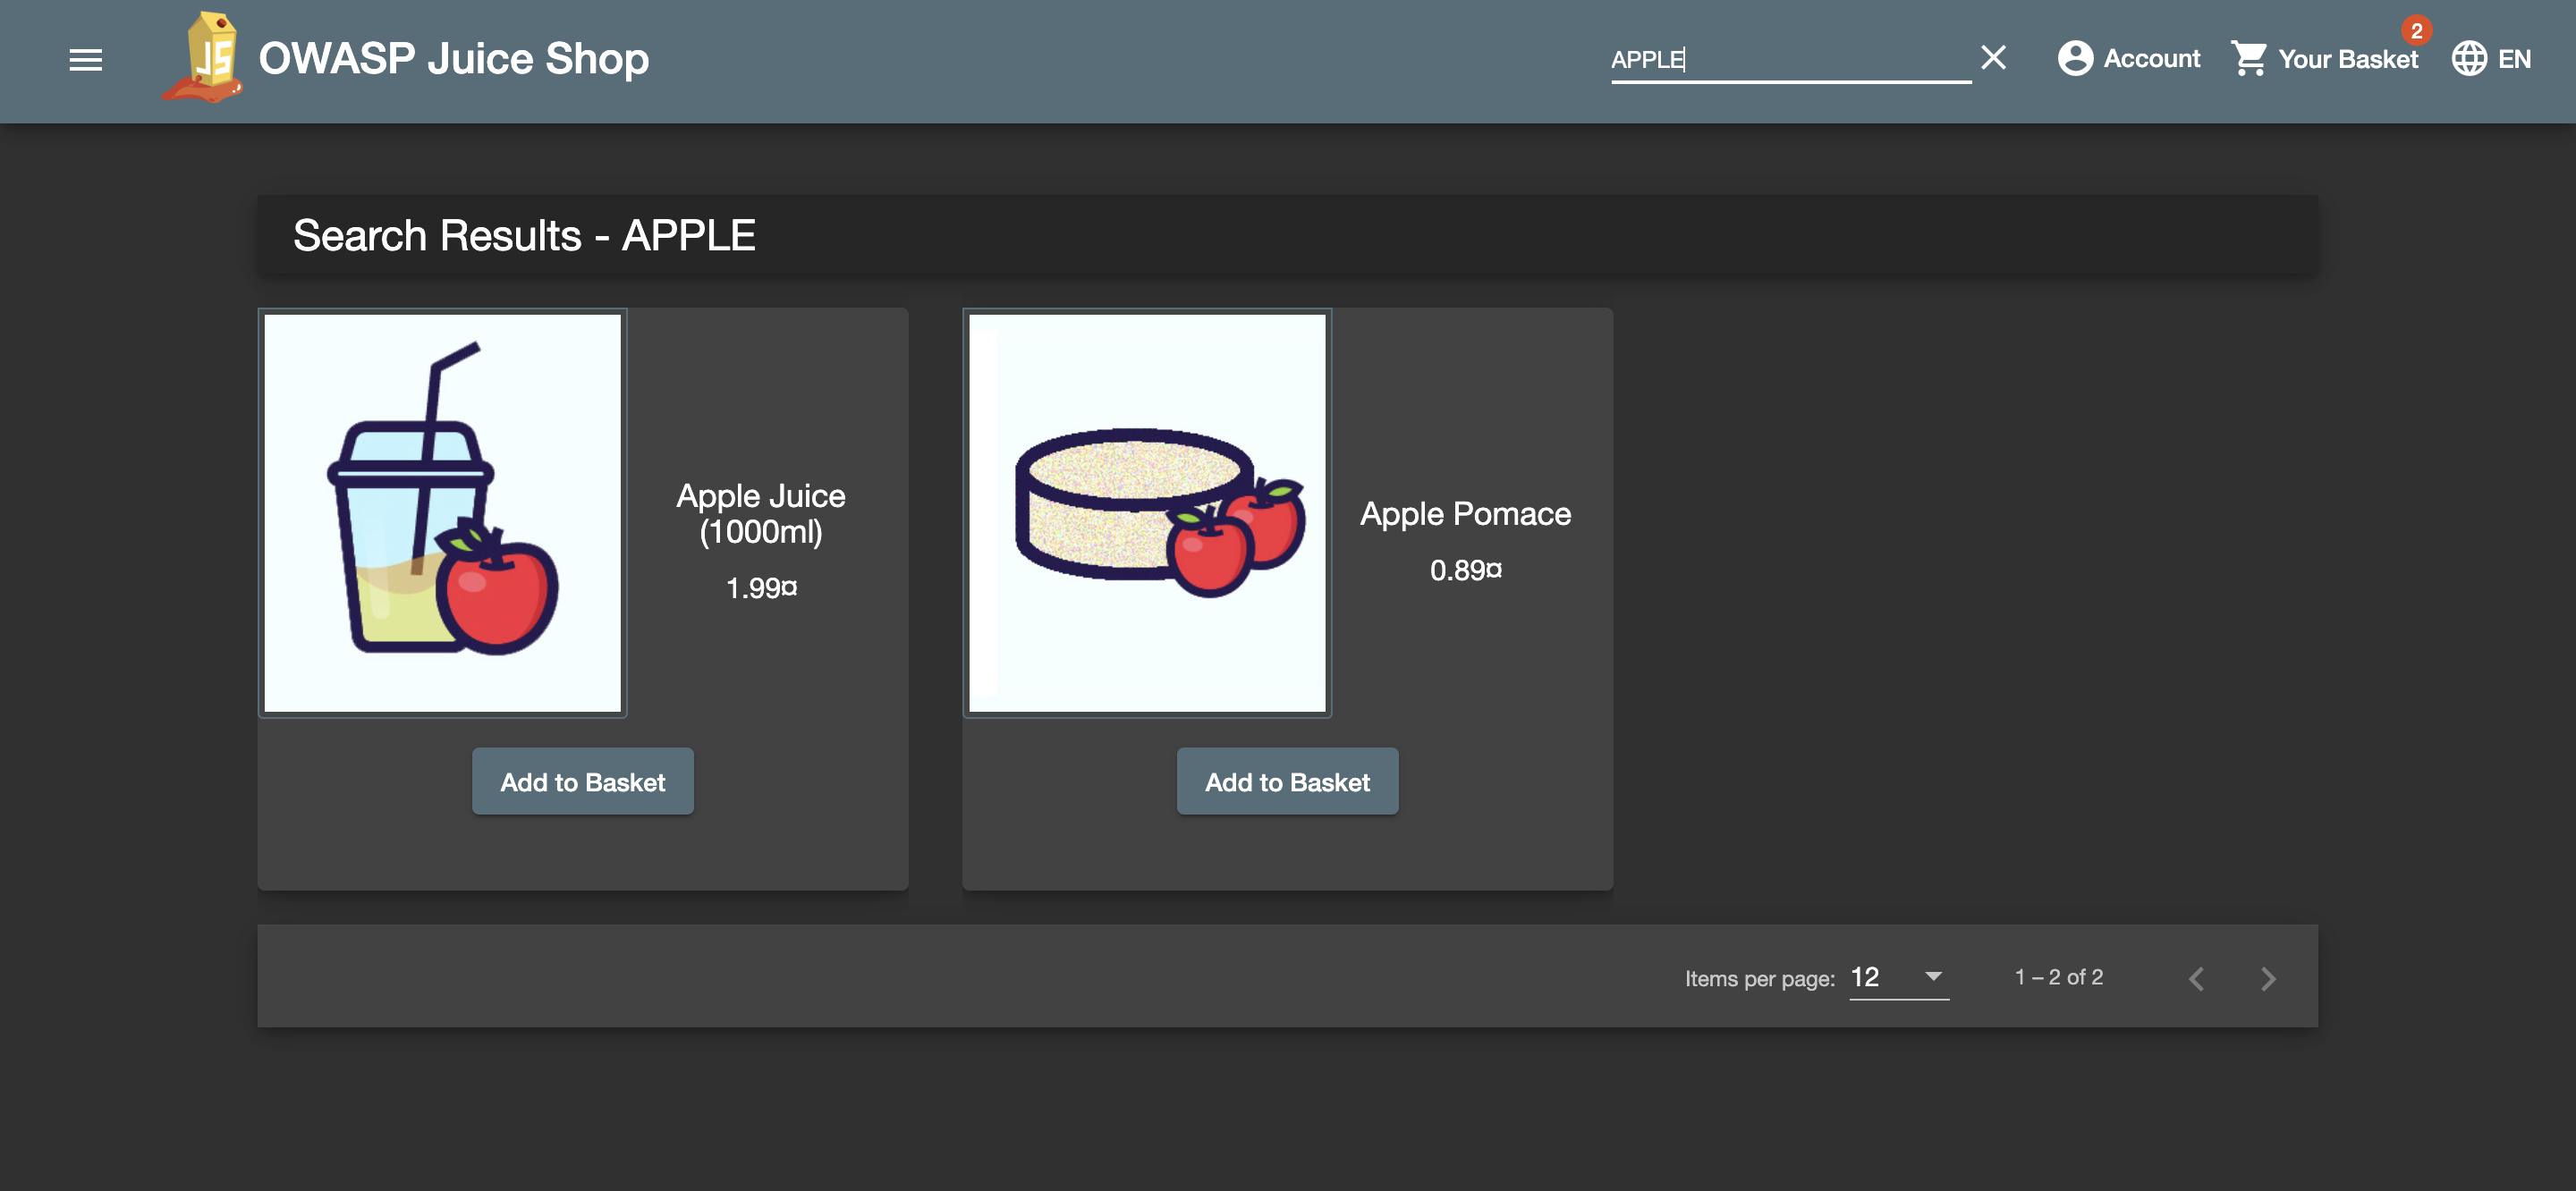 OWASP Juice Shop
APPLE
Account
2
Your Basket
EN
Search Results - APPLE
Apple Juice
(1000ml)
1.99¤
Add to Basket
Apple Pomace
0.89¤
Add to Basket
Items per page: 12
1 – 2 of 2